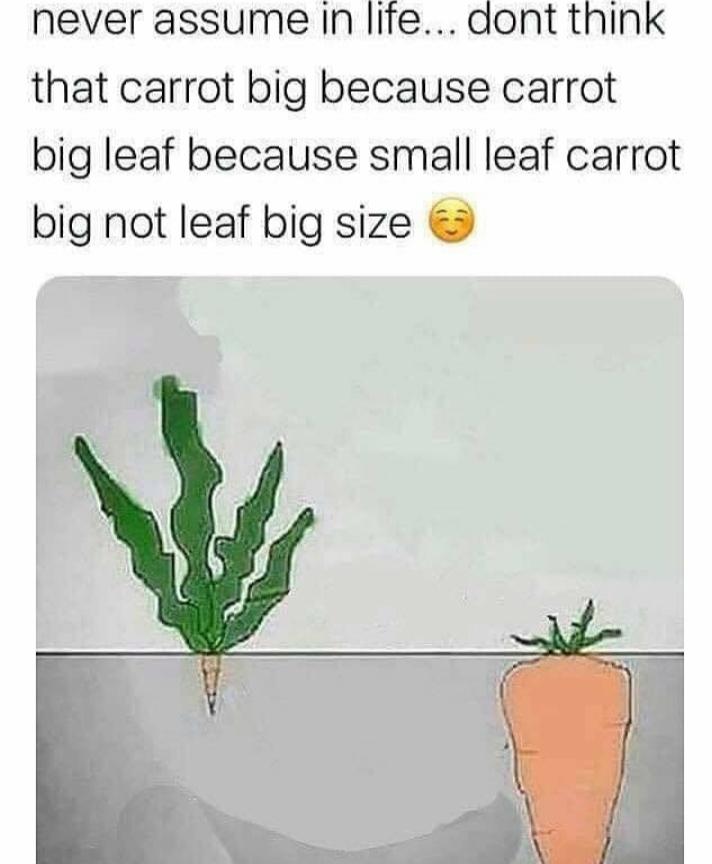 never assume in life... dont think
that carrot big because carrot
big leaf because small leaf carrot
big not leaf big size ☺️